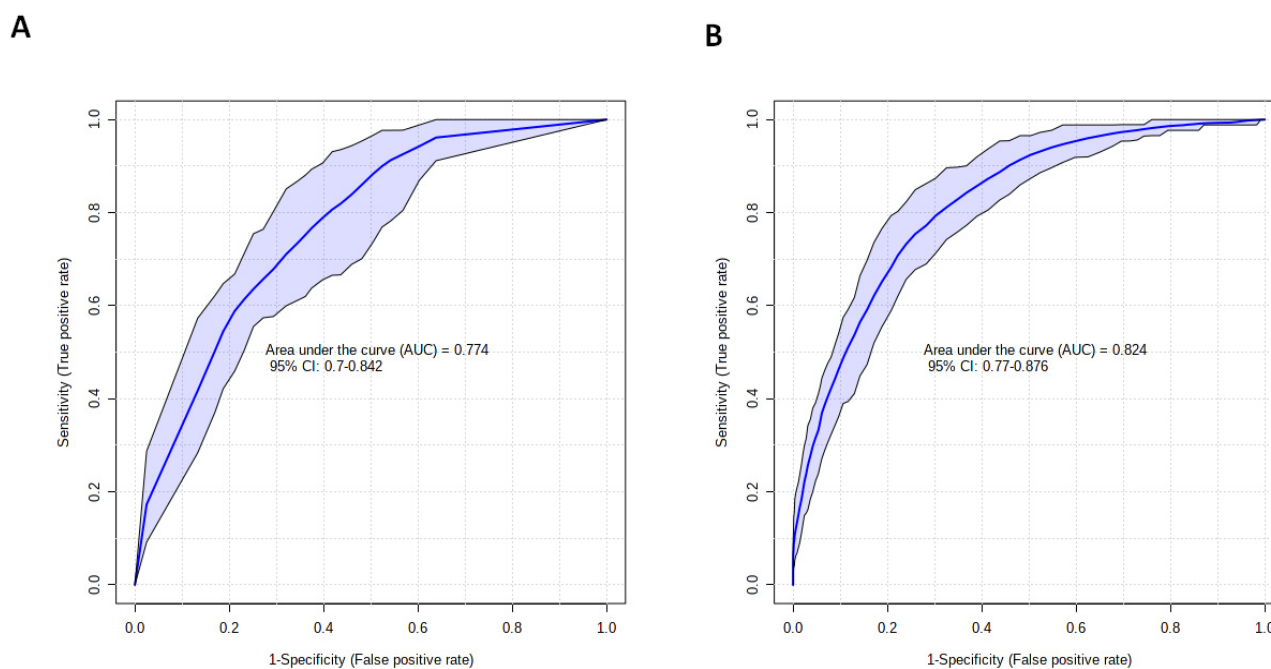 A
B
1.0
0.8
0.6
0.4
0.2
0.0
Sensitivity (True positive rate)
Area under the curve (AUC) = 0.774
95% CI: 0.7-0.842
0.0 0.2 0.4 0.6 0.8 1.0
1-Specificity (False positive rate)
1.0
0.8
0.6
0.4
0.2
0.0
Sensitivity (True positive rate)
Area under the curve (AUC) = 0.824
95% CI: 0.77-0.876
0.0 0.2 0.4 0.6 0.8 1.0
1-Specificity (False positive rate)